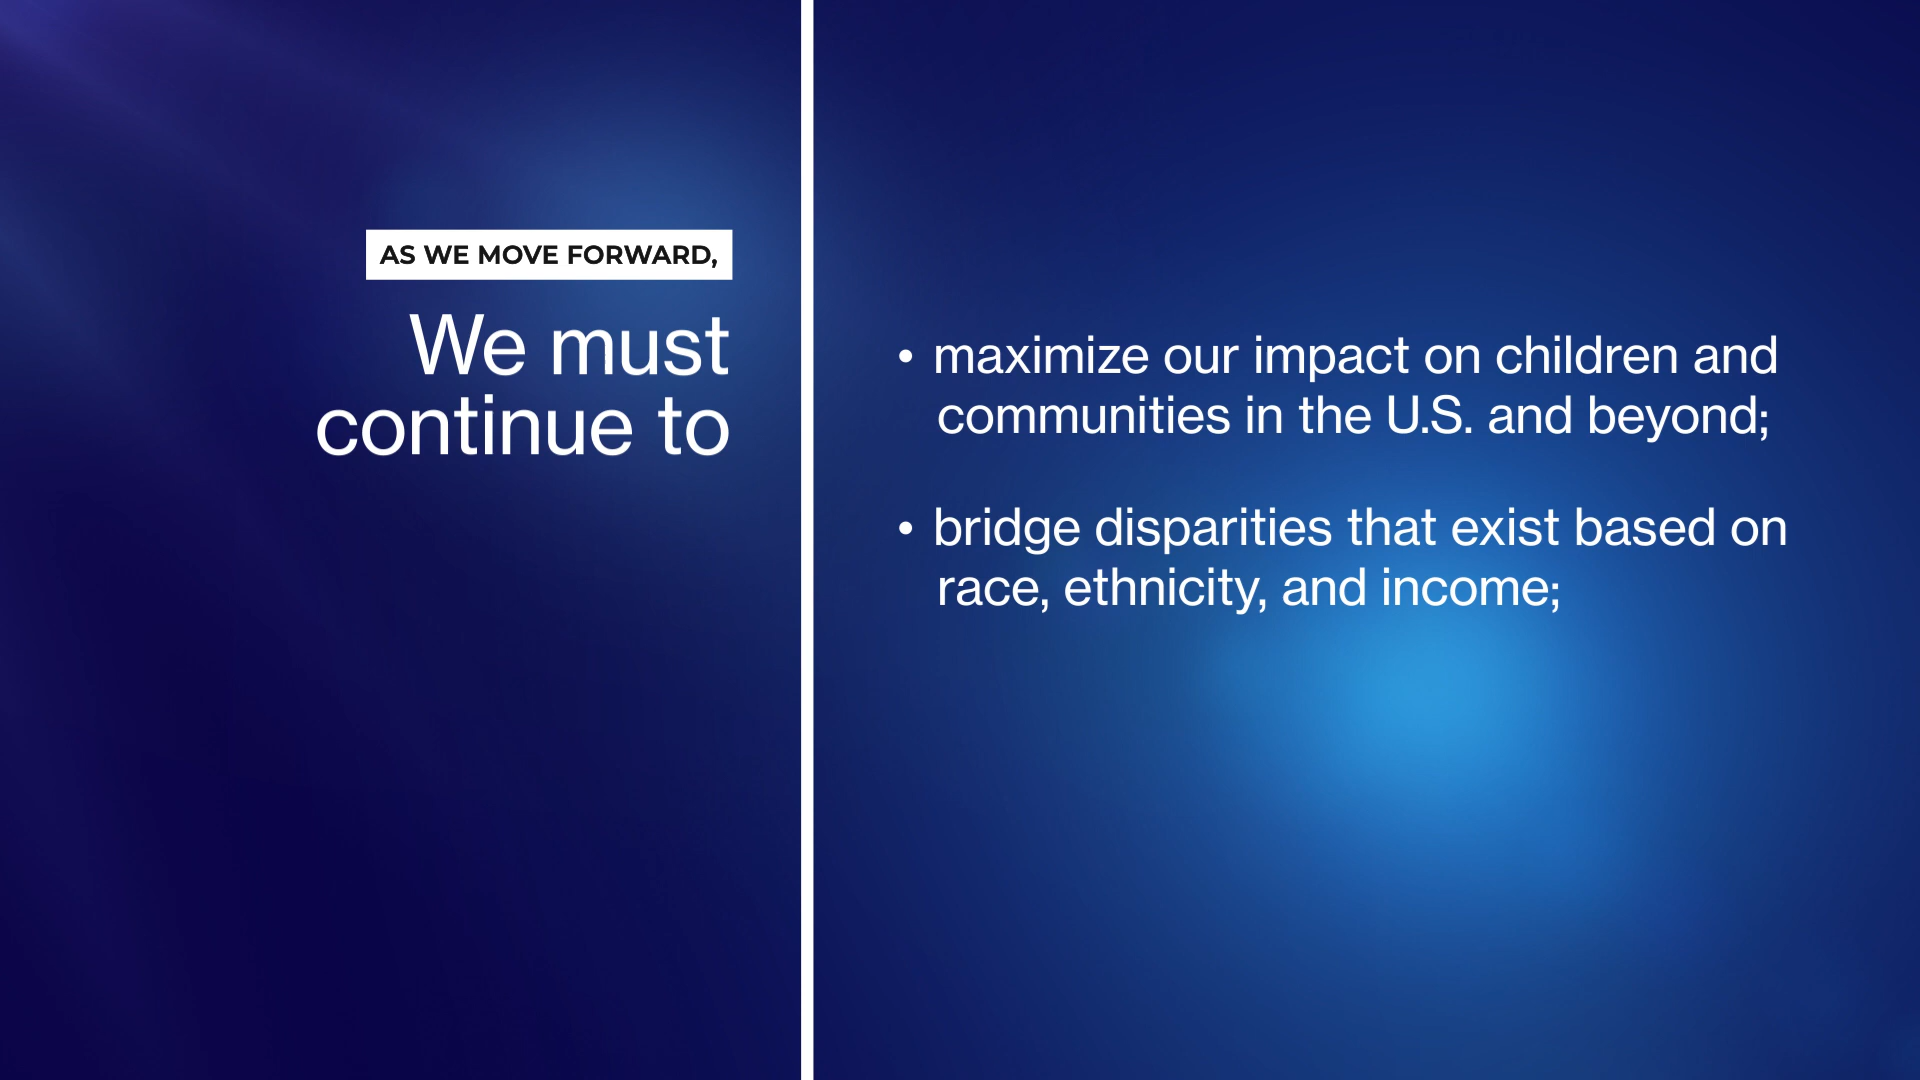 AS WE MOVE FORWARD,
We must
continue to
• maximize our impact on children and
communities in the U.S. and beyond;
• bridge disparities that exist based on
race, ethnicity, and income;